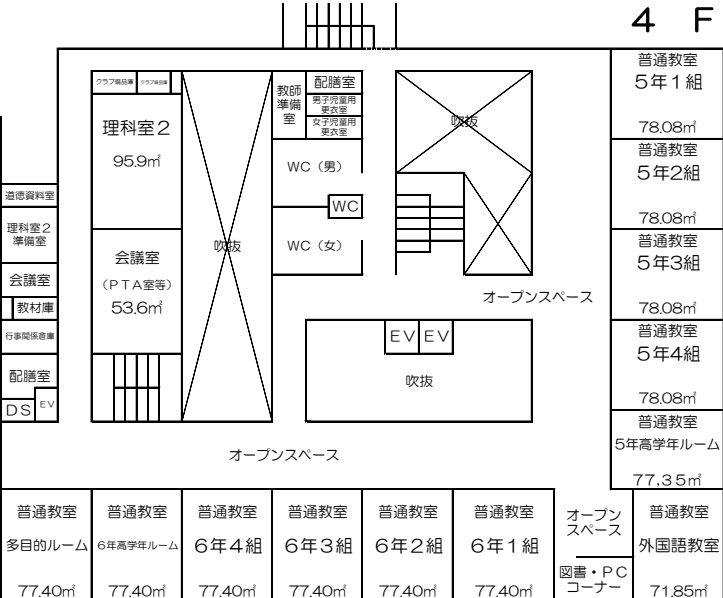 4 F
普通教室
5年1組
78.08㎡
普通教室
5年2組
78.08㎡
普通教室
5年3組
78.08㎡
普通教室
5年4組
78.08㎡
普通教室
5年高学年ルーム
77,35㎡
クラブ備品庫
クラブ備品庫
理科室2
95.9㎡
会議室
(PTA室等)
53.6㎡
吹抜
教師
準備
室
配膳室
男子児童用
更衣室
女子児童用
更衣室
WC(男)
WC
WC(女)
吹抜
オープンスペース
EV
EV
吹抜
道徳資料室
理科室2
準備室
会議室
教材庫
行事関係倉庫
配膳室
DS
EV
オープンスペース
普通教室
多目的ルーム
77.40㎡
普通教室
6年高学年ルーム
77.40㎡
普通教室
6年4組
77.40㎡
普通教室
6年3組
77.40㎡
普通教室
6年2組
77.40㎡
普通教室
6年1組
77.40㎡
オープン
スペース
図書・PC
コーナー
普通教室
外国語教室
71.85㎡